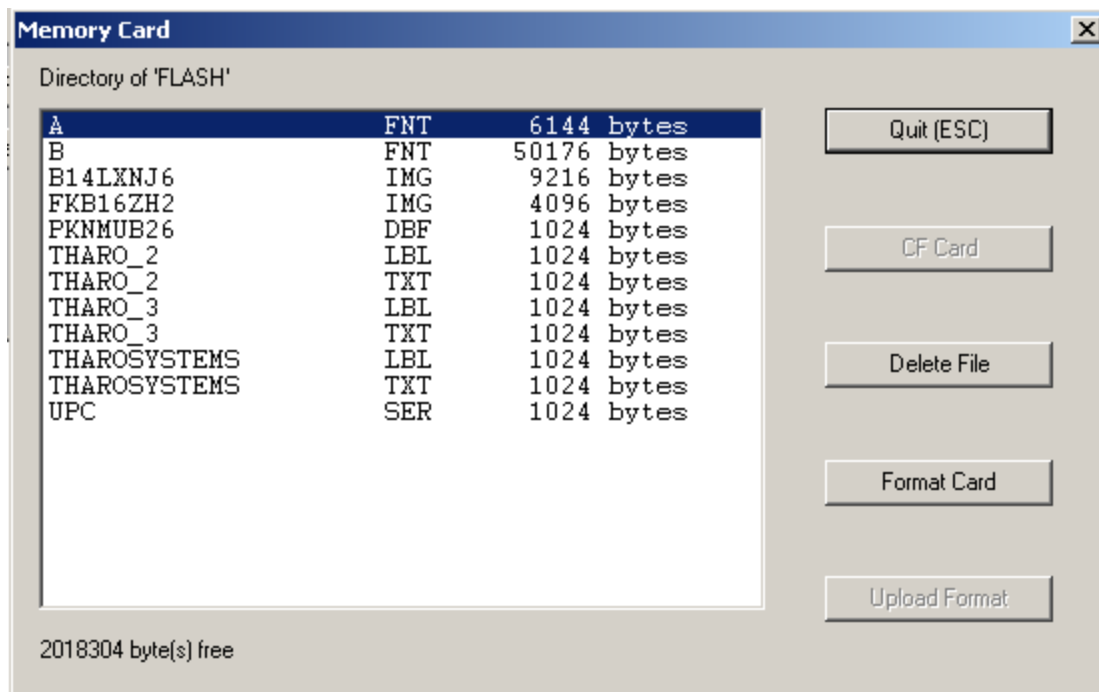 Memory Card
Directory of 'FLASH'
A FNT 6144 bytes
B FNT 50176 bytes
B14LXNJ6 IMG 9216 bytes
FKB16ZH2 IMG 4096 bytes
PKNMUB26 DBF 1024 bytes
THARO_2 LBL 1024 bytes
THARO_2 TXT 1024 bytes
THARO_3 LBL 1024 bytes
THARO_3 TXT 1024 bytes
THAROSYSTEMS LBL 1024 bytes
THAROSYSTEMS TXT 1024 bytes
UPC SER 1024 bytes
2018304 byte(s) free
Quit (ESC)
CF Card
Delete File
Format Card
Upload Format